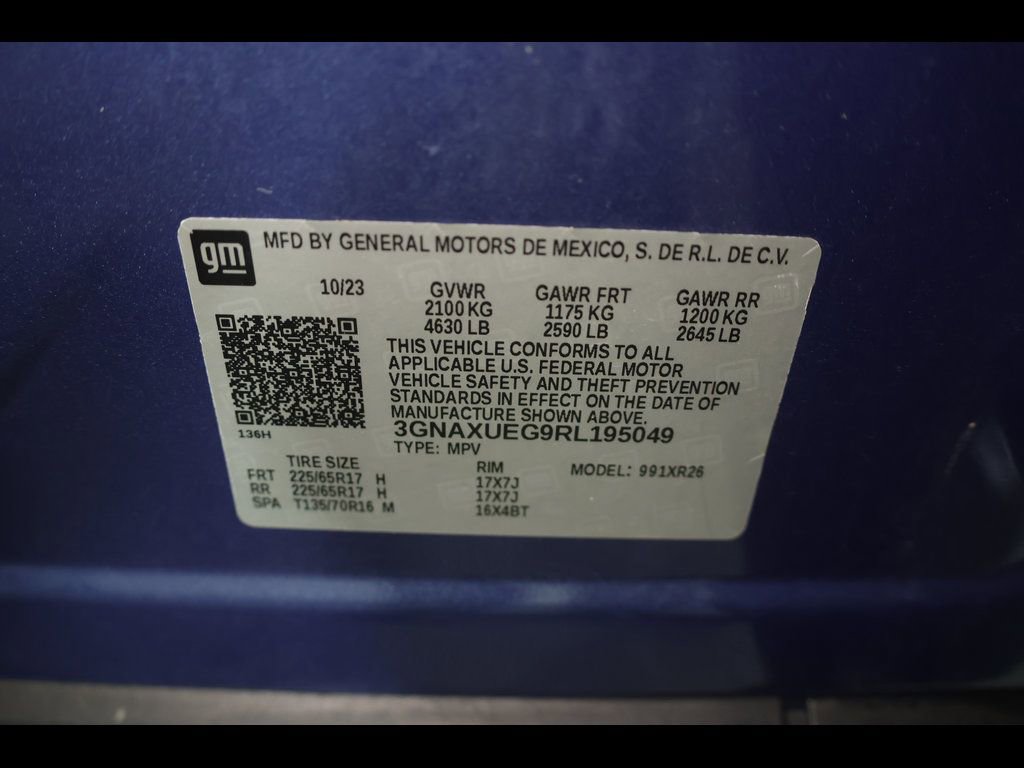 gm MFD BY GENERAL MOTORS DE MEXICO, S. DE R.L. DE C.V.
10/23 GVWR GAWR FRT GAWR RR
2100 KG 1175 KG 1200 KG
4630 LB 2590 LB 2645 LB
THIS VEHICLE CONFORMS TO ALL
APPLICABLE U.S. FEDERAL MOTOR
VEHICLE SAFETY AND THEFT PREVENTION
STANDARDS IN EFFECT ON THE DATE OF
MANUFACTURE SHOWN ABOVE.
136H 3GNAXUEG9RL195049
TYPE: MPV
TIRE SIZE RIM MODEL: 991XR26
FRT 225/65R17 H 17X7J
RR 225/65R17 H 17X7J
SPA T135/70R16 M 16X4BT